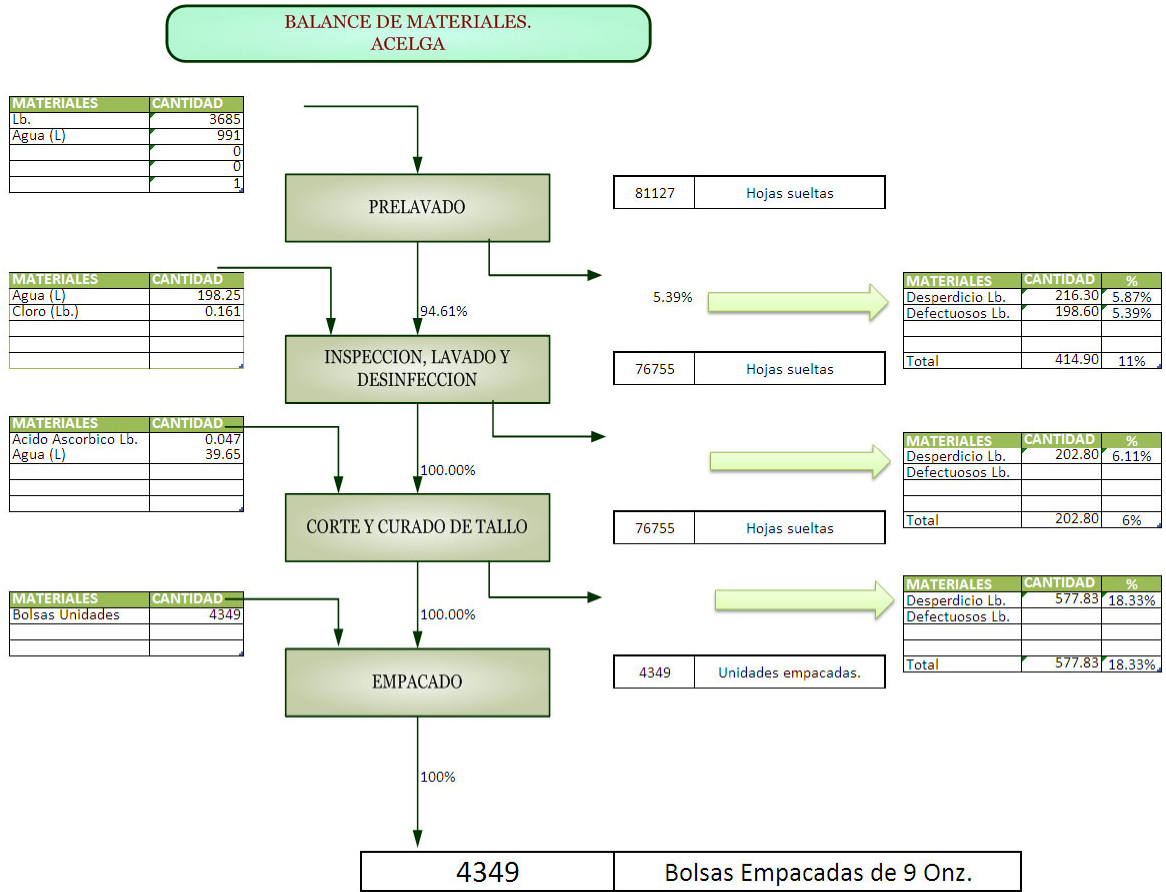 BALANCE DE MATERIALES.
ACELGA
MATERIALES CANTIDAD
Lb. 3685
Agua (L) 991
0
0
1
PRELAVADO
81127 Hojas sueltas
MATERIALES CANTIDAD
Agua (L) 198.25
Cloro (Lb.) 0.161
94.61%
5.39%
MATERIALES CANTIDAD %
Desperdicio Lb. 216.30 5.87%
Defectuosos Lb. 198.60 5.39%
Total 414.90 11%
INSPECCION, LAVADO Y
DESINFECCION
76755 Hojas sueltas
MATERIALES CANTIDAD
Acido Ascorbico Lb. 0.047
Agua (L) 39.65
100.00%
MATERIALES CANTIDAD %
Desperdicio Lb. 202.80 6.11%
Defectuosos Lb.
Total 202.80 6%
CORTE Y CURADO DE TALLO
76755 Hojas sueltas
MATERIALES CANTIDAD
Bolsas Unidades 4349
100.00%
MATERIALES CANTIDAD %
Desperdicio Lb. 577.83 18.33%
Defectuosos Lb.
Total 577.83 18.33%
EMPACADO
4349 Unidades empacadas.
100%
4349 Bolsas Empacadas de 9 Onz.